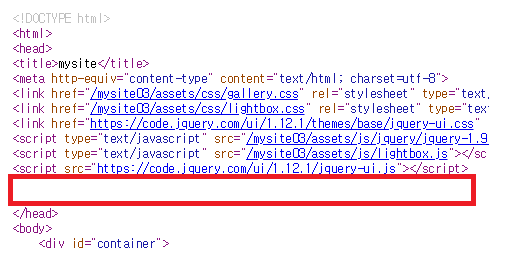 <!DOCTYPE html>
<html>
<head>
<title>mysite</title>
<meta http-equiv="content-type" content="text/html; charset=utf-8">
<link href="/mysite03/assets/css/gallery.css" rel="stylesheet" type="text,
<link href="/mysite03/assets/css/lightbox.css" rel="stylesheet" type="tex
<link href="https://code.jquery.com/ui/1.12.1/themes/base/jquery-ui.css"
<script type="text/javascript" src="/mysite03/assets/js/jquery/jquery-1.9
<script type="text/javascript" src="/mysite03/assets/js/lightbox.js"></sc
<script src="https://code.jquery.com/ui/1.12.1/jquery-ui.js"></script>
</head>
<body>
<div id="container">